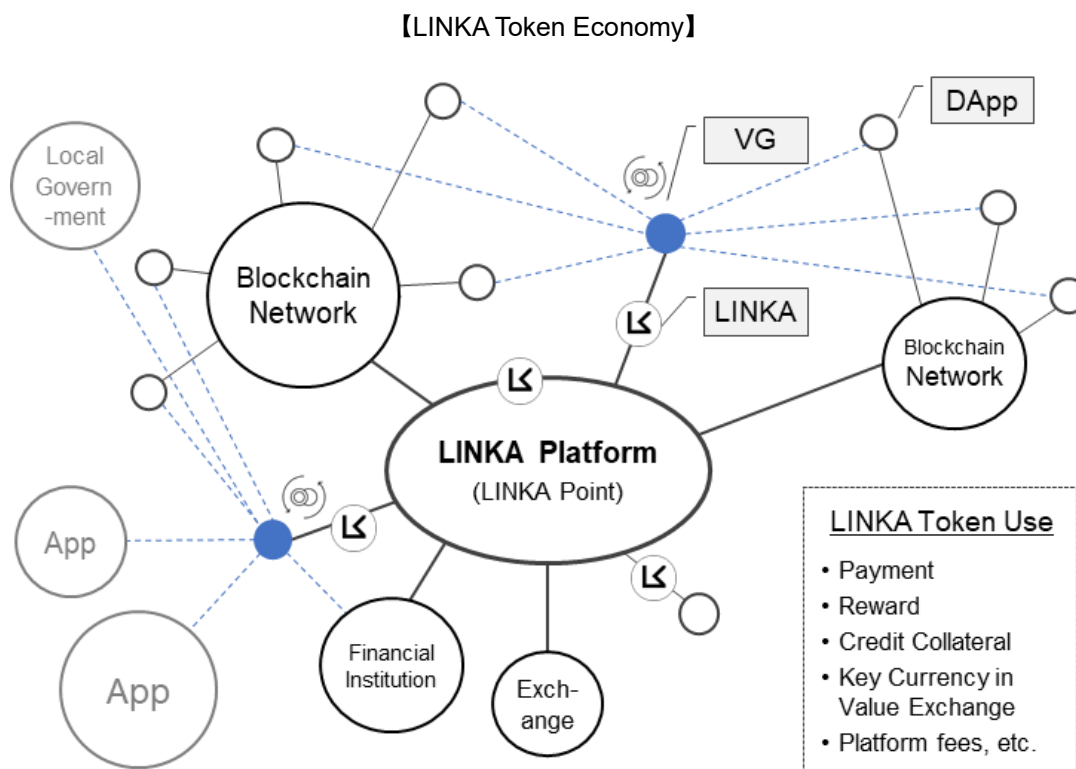 【LINKA Token Economy】
DApp
VG
Local
Govern
-ment
Blockchain
Network
LINKA
Blockchain
Network
LINKA Platform
(LINKA Point)
LINKA Token Use
• Payment
• Reward
• Credit Collateral
• Key Currency in
Value Exchange
• Platform fees, etc.
App
App
Financial
Institution
Exch-
ange